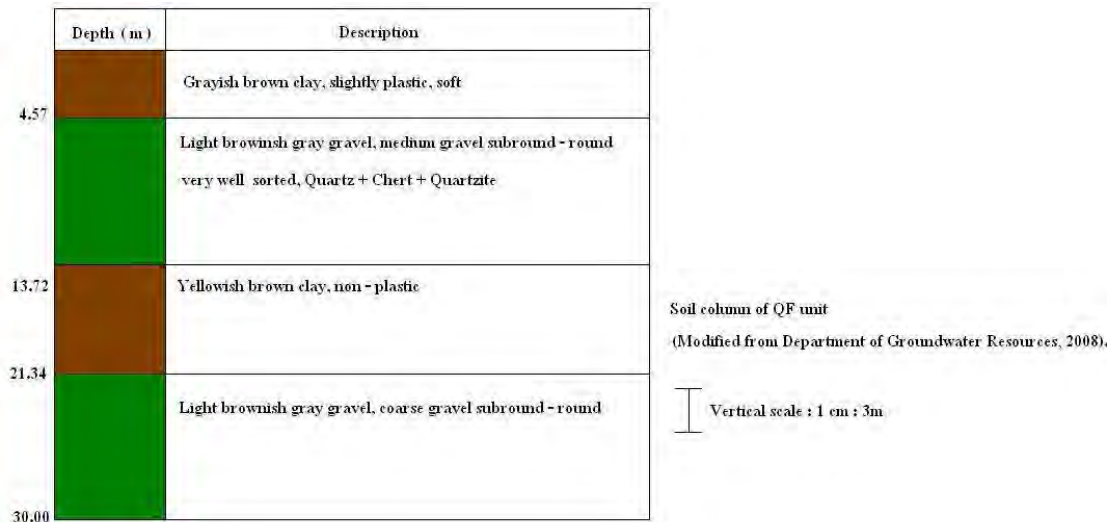 Depth ( m )
Description
Grayish brown clay, slightly plastic, soft
4.57
Light browinsh gray gravel, medium gravel subround - round
very well sorted, Quartz + Chert + Quartzite
13.72
Yellowish brown clay, non - plastic
Soil column of QF unit
(Modified from Department of Groundwater Resources, 2008).
21.34
Light brownish gray gravel, coarse gravel subround - round
Vertical scale : 1 cm : 3m
30.00